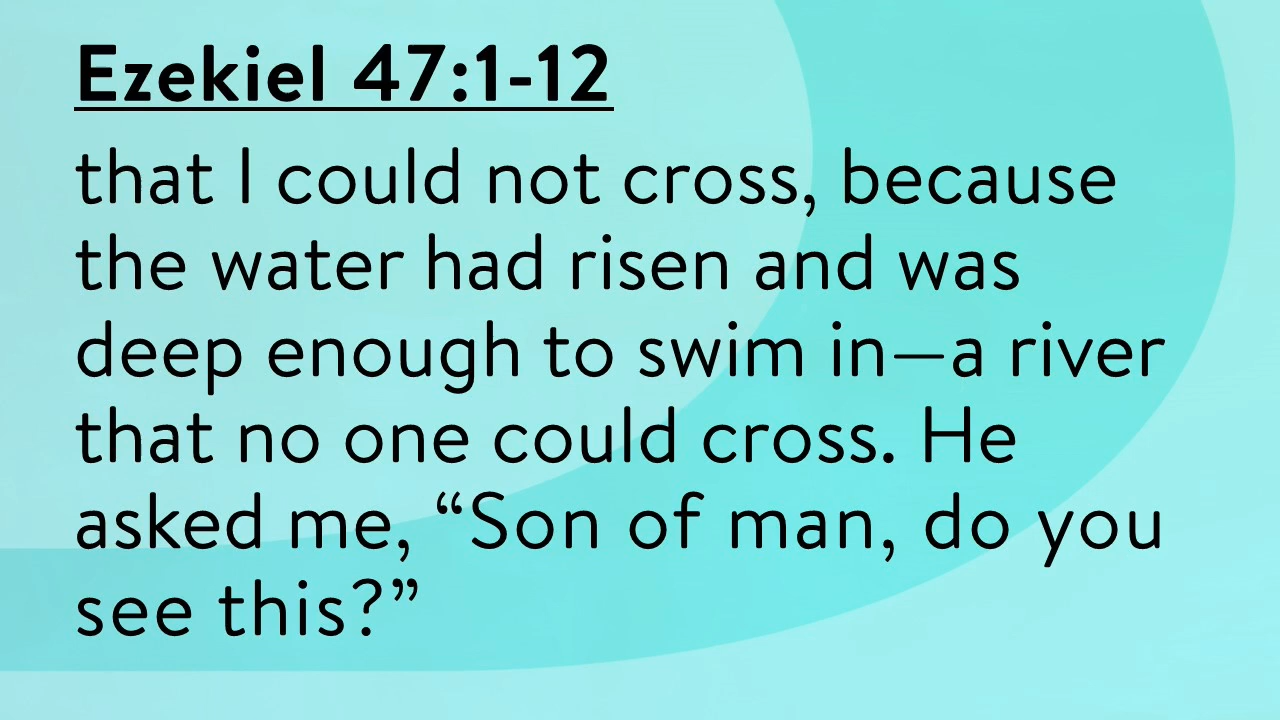 Ezekiel 47:1-12
that I could not cross, because
the water had risen and was
deep enough to swim in—a river
that no one could cross. He
asked me, “Son of man, do you
see this?”